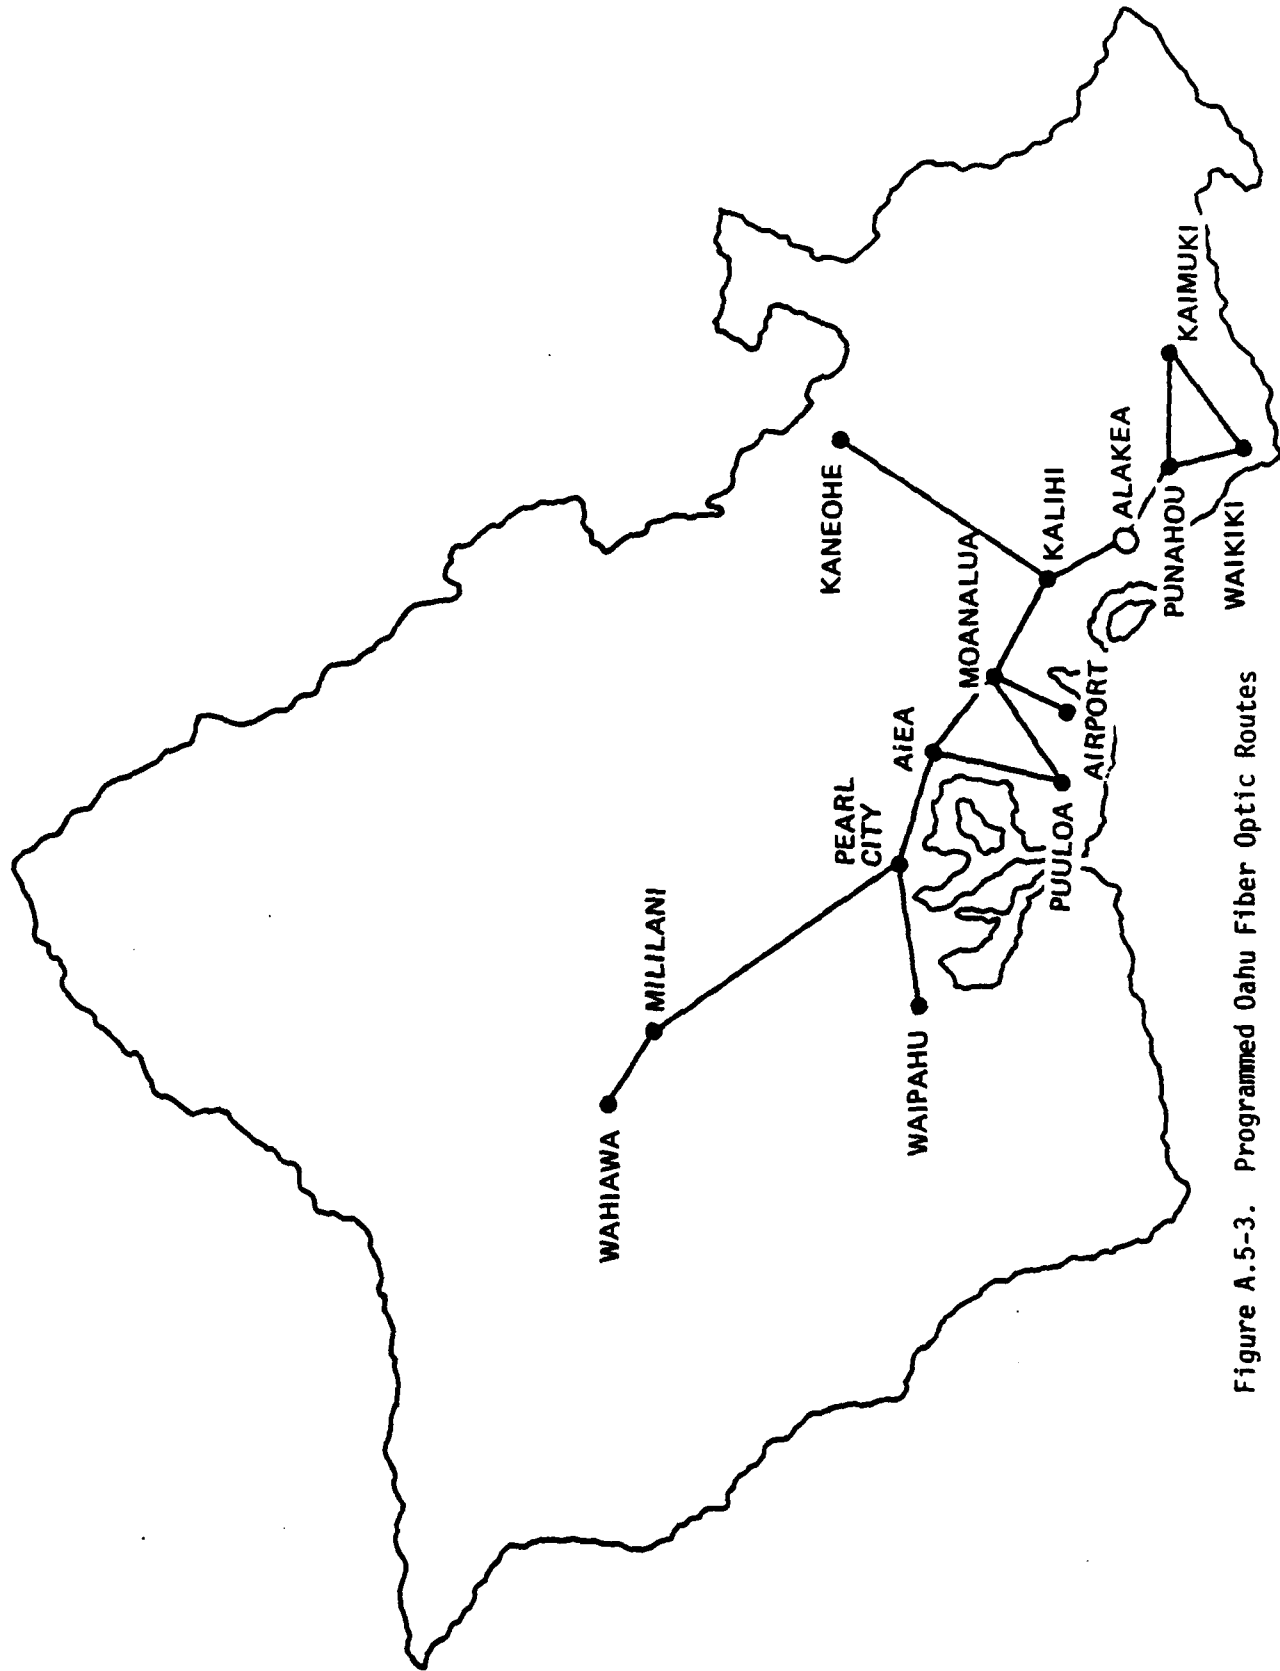 KANEOHE
KAIMUKI
ALAKEA
KALIHI
MOANALUA
PUNAHOU
WAIKIKI
AiEA
AIRPORT
PEARL
CITY
PUULOA
MILILANI
WAIPAHU
WAHIAWA
Figure A.5-3. Programmed Oahu Fiber Optic Routes